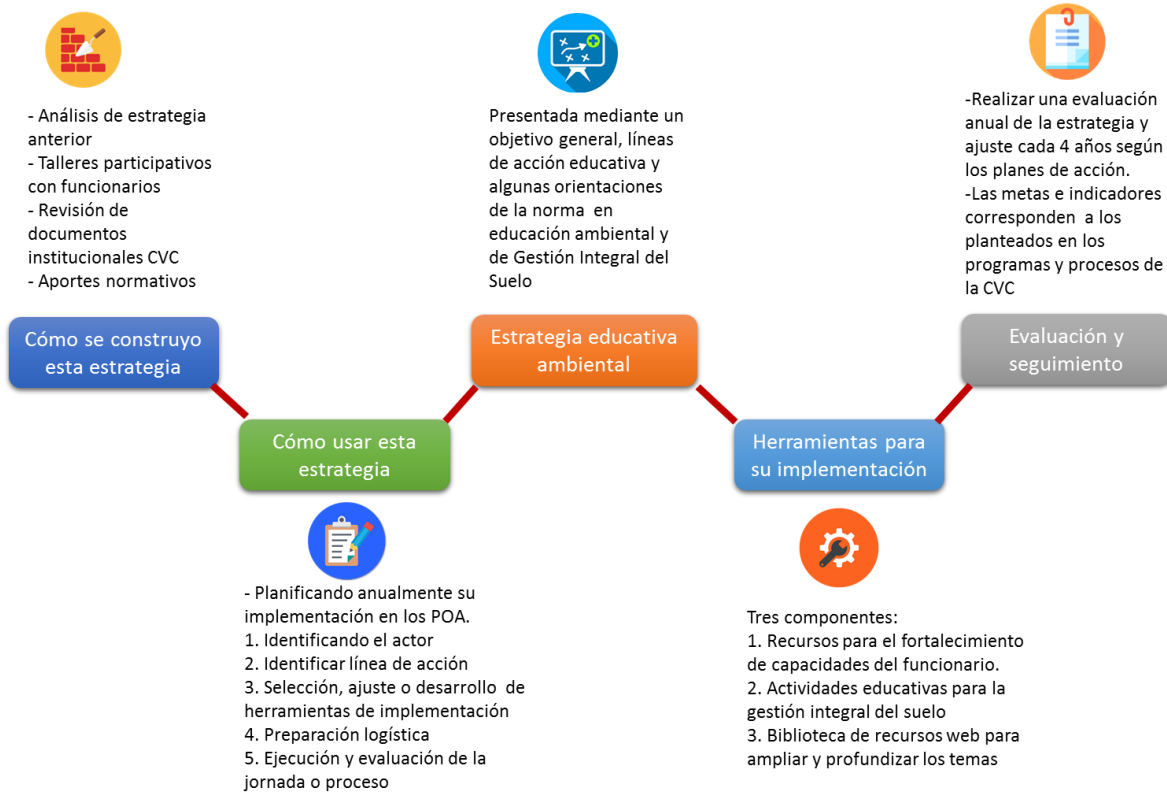 - Análisis de estrategia
anterior
- Talleres participativos
con funcionarios
- Revisión de
documentos
institucionales CVC
- Aportes normativos
Cómo se construyo
esta estrategia
Cómo usar esta
estrategia
- Planificando anualmente su
implementación en los POA.
1. Identificando el actor
2. Identificar línea de acción
3. Selección, ajuste o desarrollo de
herramientas de implementación
4. Preparación logística
5. Ejecución y evaluación de la
jornada o proceso
Presentada mediante un
objetivo general, líneas
de acción educativa y
algunas orientaciones
de la norma en
educación ambiental y
de Gestión Integral del
Suelo
Estrategia educativa
ambiental
Herramientas para
su implementación
Tres componentes:
1. Recursos para el fortalecimiento
de capacidades del funcionario.
2. Actividades educativas para la
gestión integral del suelo
3. Biblioteca de recursos web para
ampliar y profundizar los temas
-Realizar una evaluación
anual de la estrategia y
ajuste cada 4 años según
los planes de acción.
-Las metas e indicadores
corresponden a los
planteados en los
programas y procesos de
la CVC
Evaluación y
seguimiento